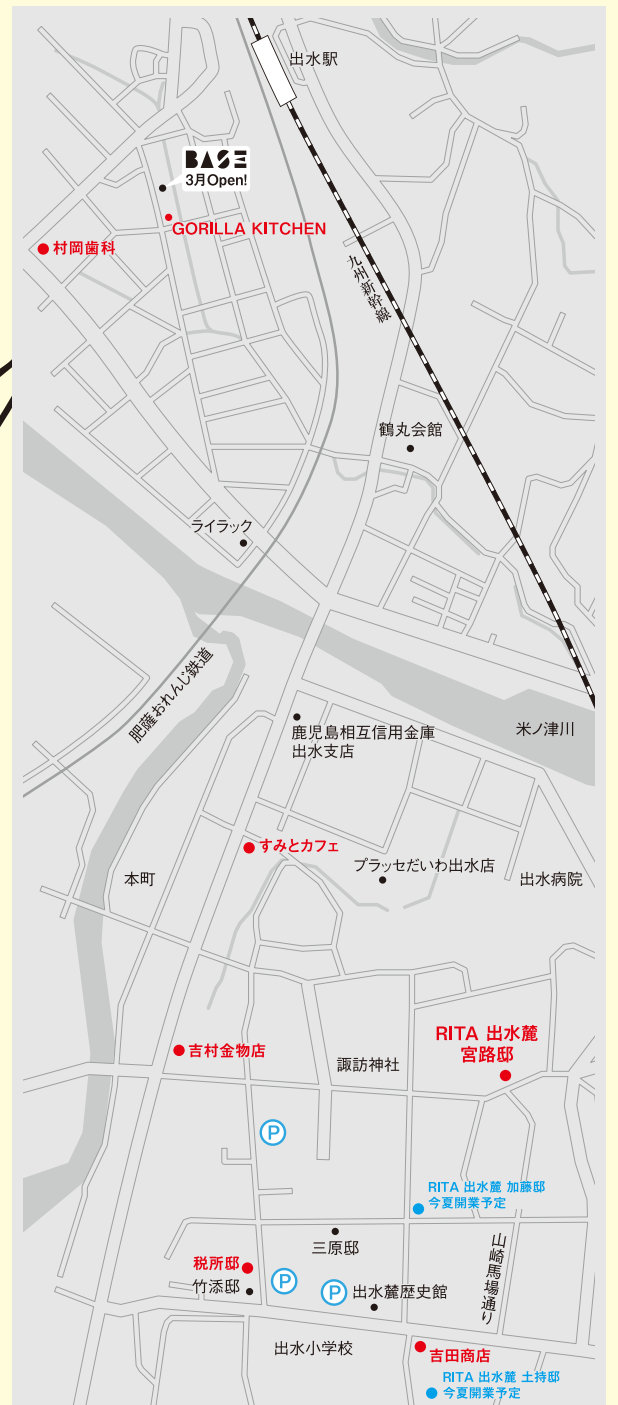 出水駅
BASE
3月Open!
GORILLA KITCHEN
村岡歯科
九州新幹線
鶴丸会館
ライラック
肥薩おれんじ鉄道
鹿児島相互信用金庫
出水支店
米ノ津川
すみとカフェ
プラッセだいわ出水店
本町
出水病院
吉村金物店
RITA 出水麓
宮路邸
諏訪神社
P
RITA 出水麓 加藤邸
今夏開業予定
三原邸
山崎馬場通り
税所邸
竹添邸
P
P
出水麓歴史館
出水小学校
吉田商店
RITA 出水麓 土持邸
今夏開業予定